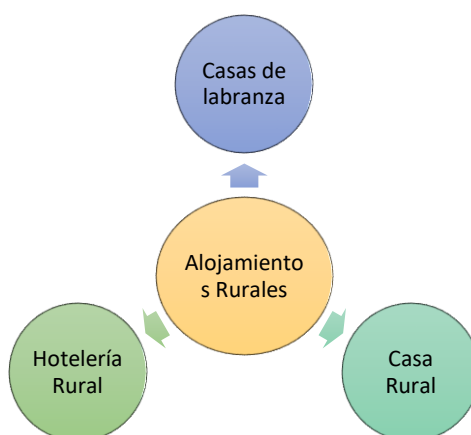 Casas de
labranza
Alojamiento
s Rurales
Hotelería
Rural
Casa
Rural